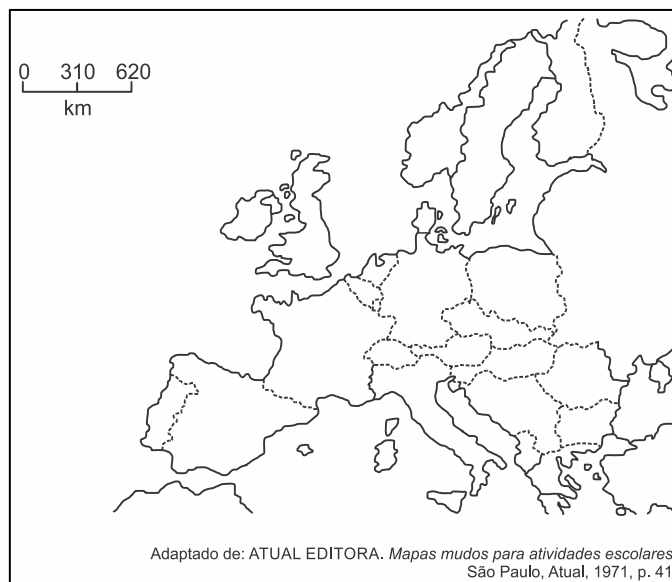 0 310 620
km
Adaptado de: ATUAL EDITORA. Mapas mudos para atividades escolares
São Paulo, Atual, 1971, p. 41